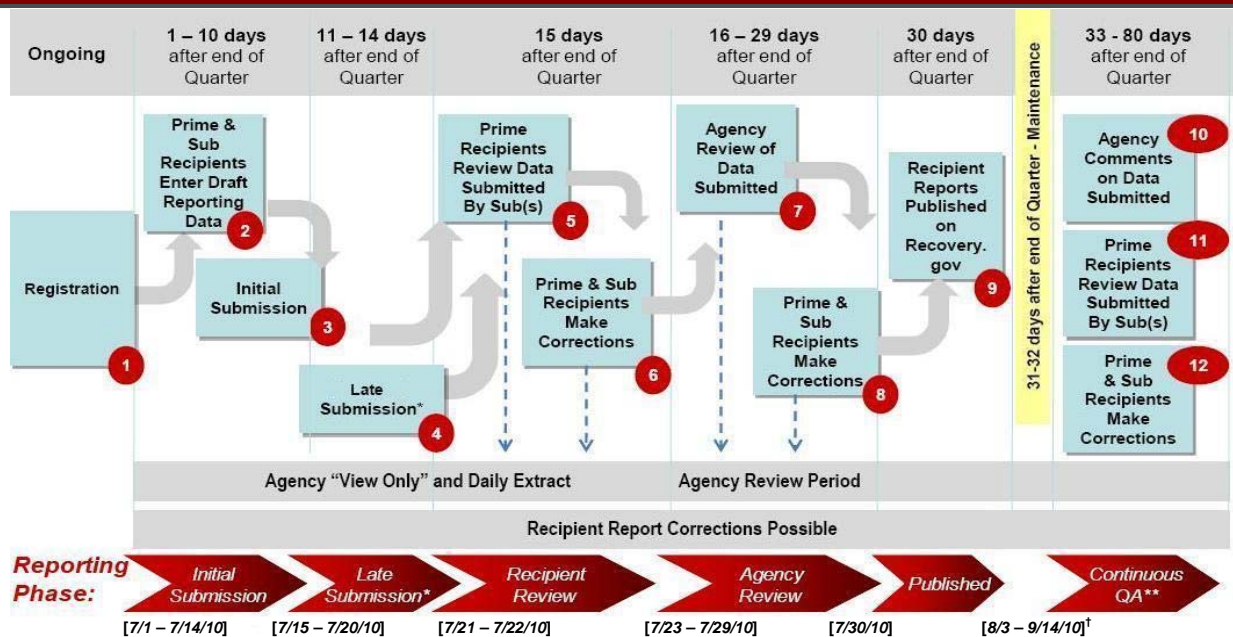 Ongoing
1 – 10 days
after end of
Quarter
11 – 14 days
after end of
Quarter
15 days
after end of
Quarter
16 – 29 days
after end of
Quarter
30 days
after end of
Quarter
31-32 days after end of Quarter - Maintenance
33 - 80 days
after end of
Quarter
Registration
1
Prime &
Sub
Recipients
Enter Draft
Reporting
Data
2
Initial
Submission
3
Late
Submission*
4
Prime
Recipients
Review Data
Submitted
By Sub(s)
5
Prime & Sub
Recipients
Make
Corrections
6
Agency
Review of
Data
Submitted
7
Prime &
Sub
Recipients
Make
Corrections
8
Recipient
Reports
Published
on
Recovery.
gov
9
Agency
Comments
on Data
Submitted
10
Prime
Recipients
Review Data
Submitted
By Sub(s)
11
Prime
& Sub
Recipients
Make
Corrections
12
Agency “View Only” and Daily Extract
Agency Review Period
Recipient Report Corrections Possible
Reporting
Phase:
Initial
Submission
Late
Submission*
Recipient
Review
Agency
Review
Published
Continuous
QA**
[7/1 – 7/14/10]
[7/15 – 7/20/10]
[7/21 – 7/22/10]
[7/23 – 7/29/10]
[7/30/10]
[8/3 – 9/14/10]†